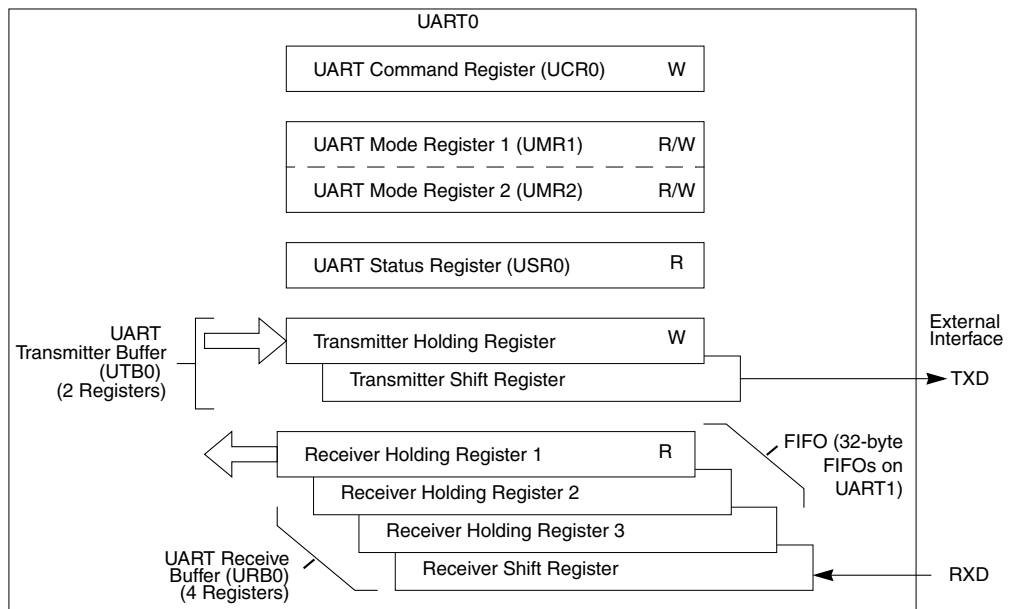 UART0
UART Command Register (UCR0) W
UART Mode Register 1 (UMR1) R/W
UART Mode Register 2 (UMR2) R/W
UART Status Register (USR0) R
UART
Transmitter Buffer
(UTB0)
(2 Registers)
Transmitter Holding Register W
Transmitter Shift Register
External
Interface
TXD
Receiver Holding Register 1 R
Receiver Holding Register 2
Receiver Holding Register 3
Receiver Shift Register
FIFO (32-byte
FIFOs on
UART1)
UART Receive
Buffer (URB0)
(4 Registers)
RXD